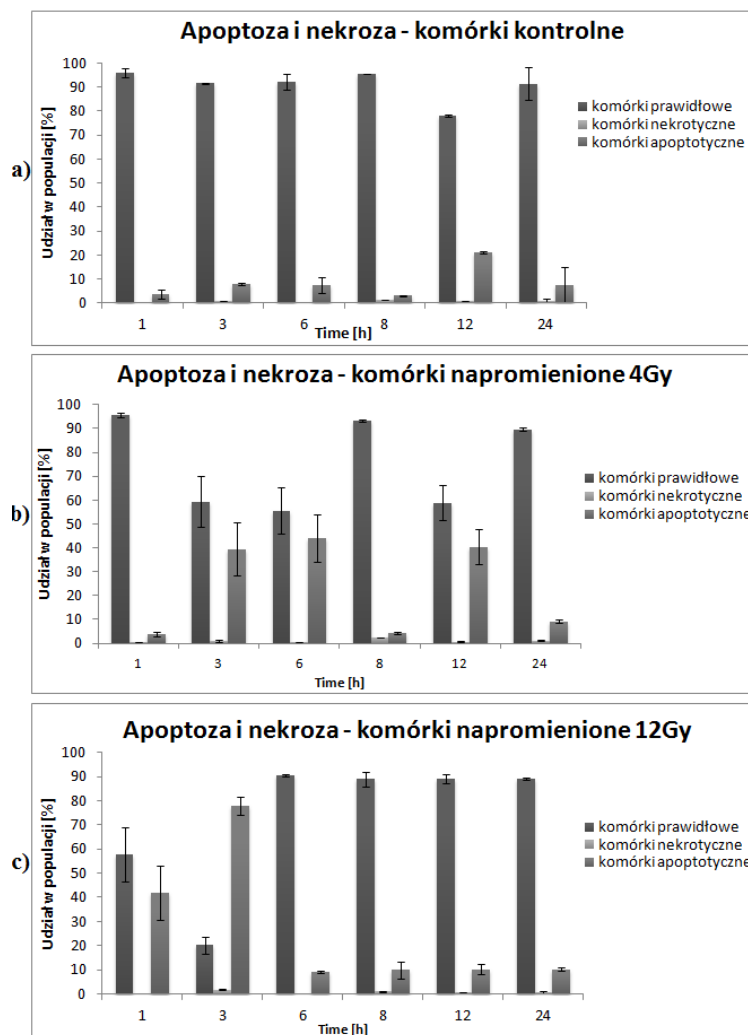 a)
Apoptoza i nekroza - komórki kontrolne
Udział w populacji [%]
100
90
80
70
60
50
40
30
20
10
0
1 3 6 8 12 24
Time [h]
komórki prawidłowe
komórki nekrotyczne
komórki apoptotyczne
b)
Apoptoza i nekroza - komórki napromienione 4Gy
Udział w populacji [%]
100
90
80
70
60
50
40
30
20
10
0
1 3 6 8 12 24
Time [h]
komórki prawidłowe
komórki nekrotyczne
komórki apoptotyczne
c)
Apoptoza i nekroza - komórki napromienione 12Gy
Udział w populacji [%]
100
90
80
70
60
50
40
30
20
10
0
1 3 6 8 12 24
Time [h]
komórki prawidłowe
komórki nekrotyczne
komórki apoptotyczne